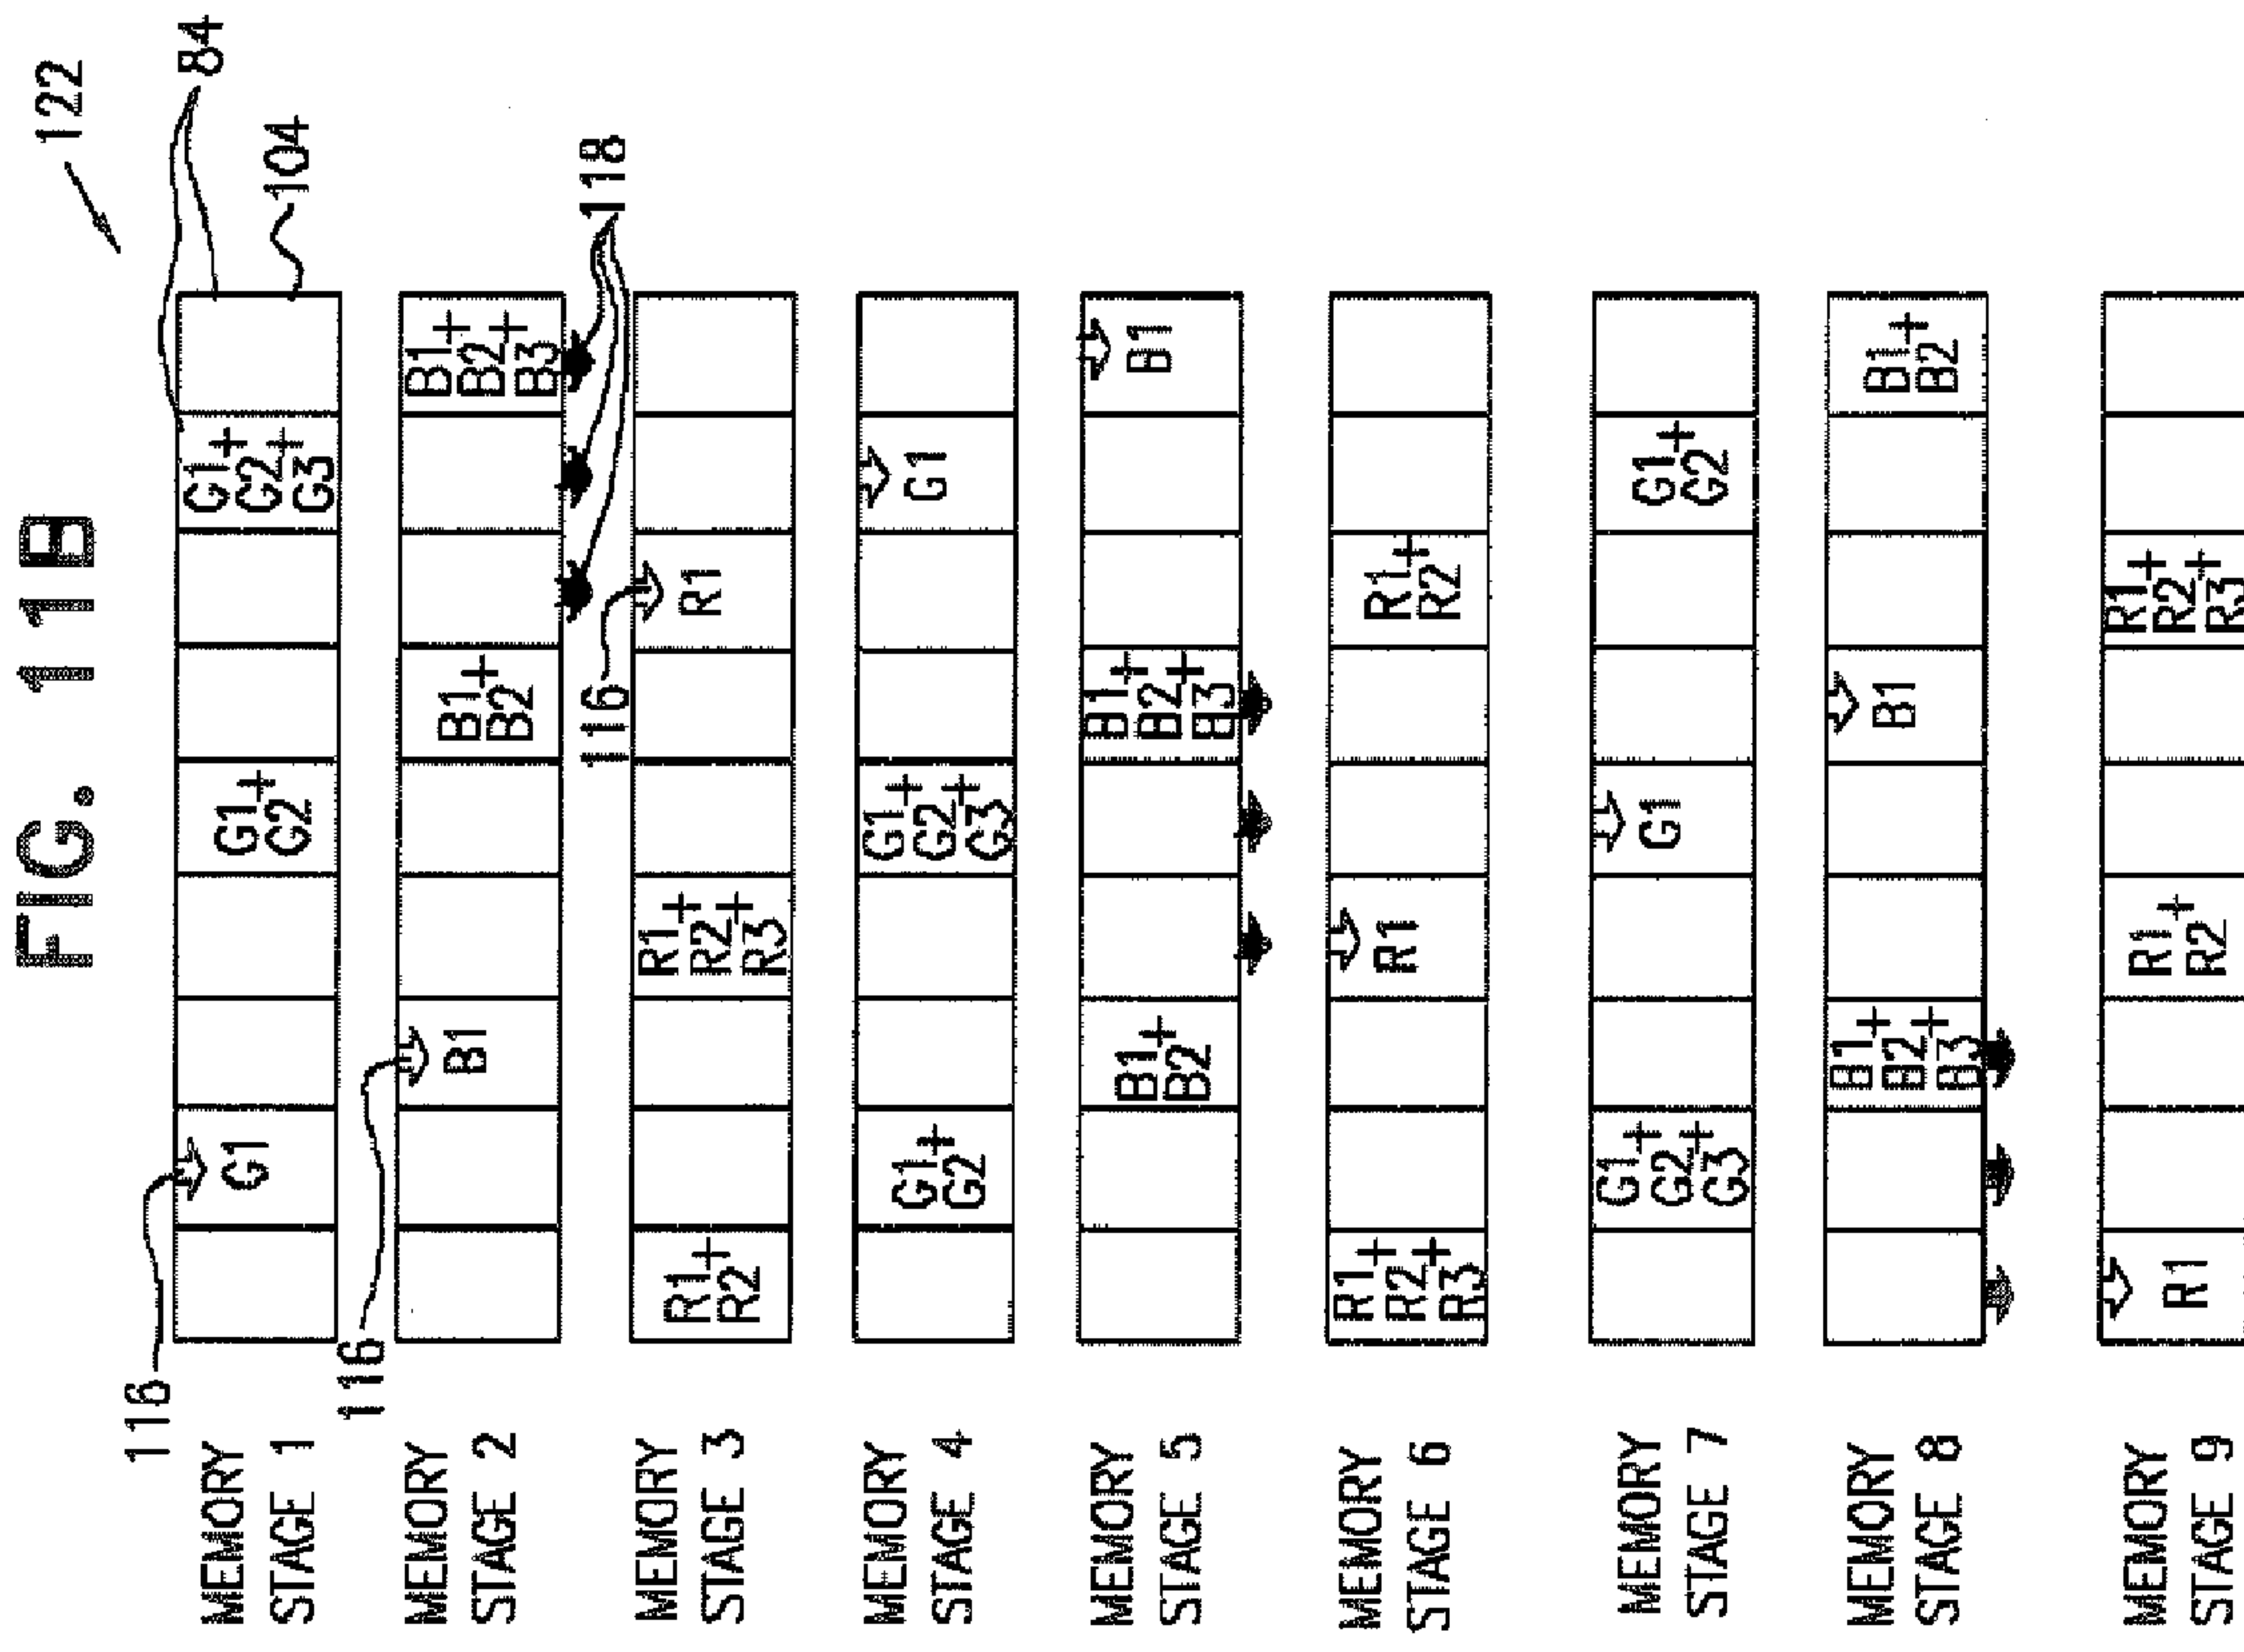 FIG. 11B
122
84
104
116
MEMORY
STAGE 1
G1
G1+
G2
G1+
G2+
G3
116
MEMORY
STAGE 2
B1
B1+
B2
B1+
B2+
B3
116
118
MEMORY
STAGE 3
R1+
R2
R1+
R2+
R3
R1
MEMORY
STAGE 4
G1+
G2
G1+
G2+
G3
G1
MEMORY
STAGE 5
B1+
B2
B1+
B2+
B3
B1
MEMORY
STAGE 6
R1+
R2+
R3
R1
R1+
R2
MEMORY
STAGE 7
G1+
G2+
G3
G1
G1+
G2
MEMORY
STAGE 8
B1+
B2+
B3
B1
B1+
B2
MEMORY
STAGE 9
R1
R1+
R2
R1+
R2+
R3